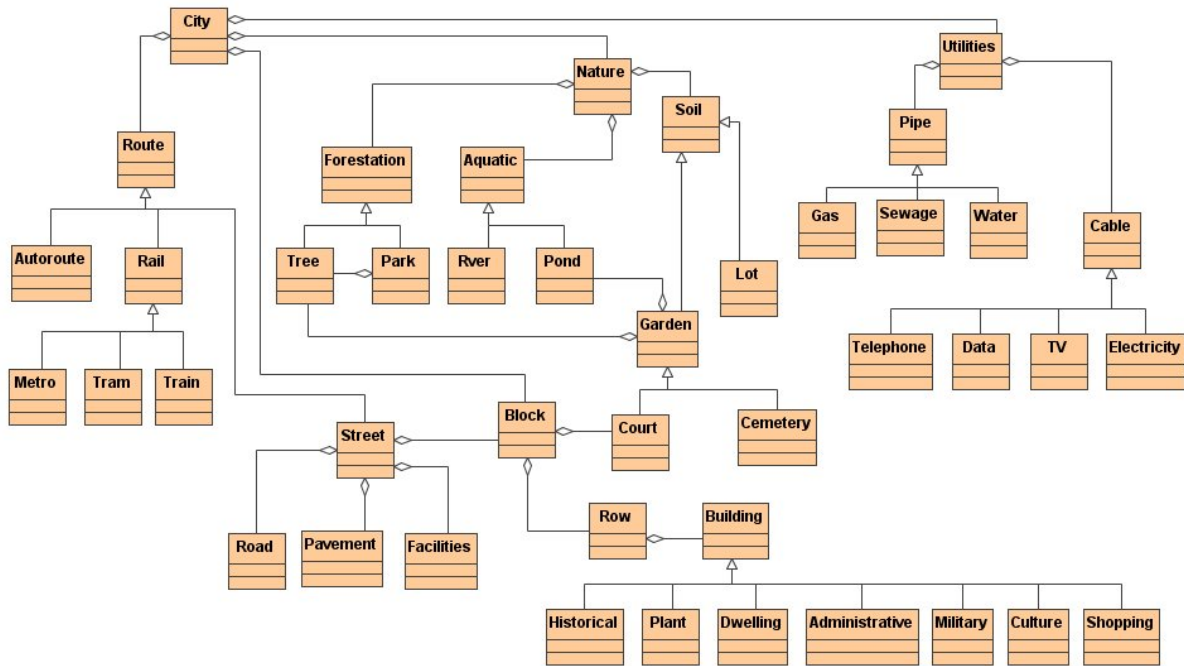 City
Utilities
Nature
Soil
Pipe
Route
Forestation
Aquatic
Gas
Sewage
Water
Cable
Autoroute
Rail
Tree
Park
Rver
Pond
Lot
Garden
Telephone
Data
TV
Electricity
Metro
Tram
Train
Block
Court
Cemetery
Street
Row
Building
Road
Pavement
Facilities
Historical
Plant
Dwelling
Administrative
Military
Culture
Shopping